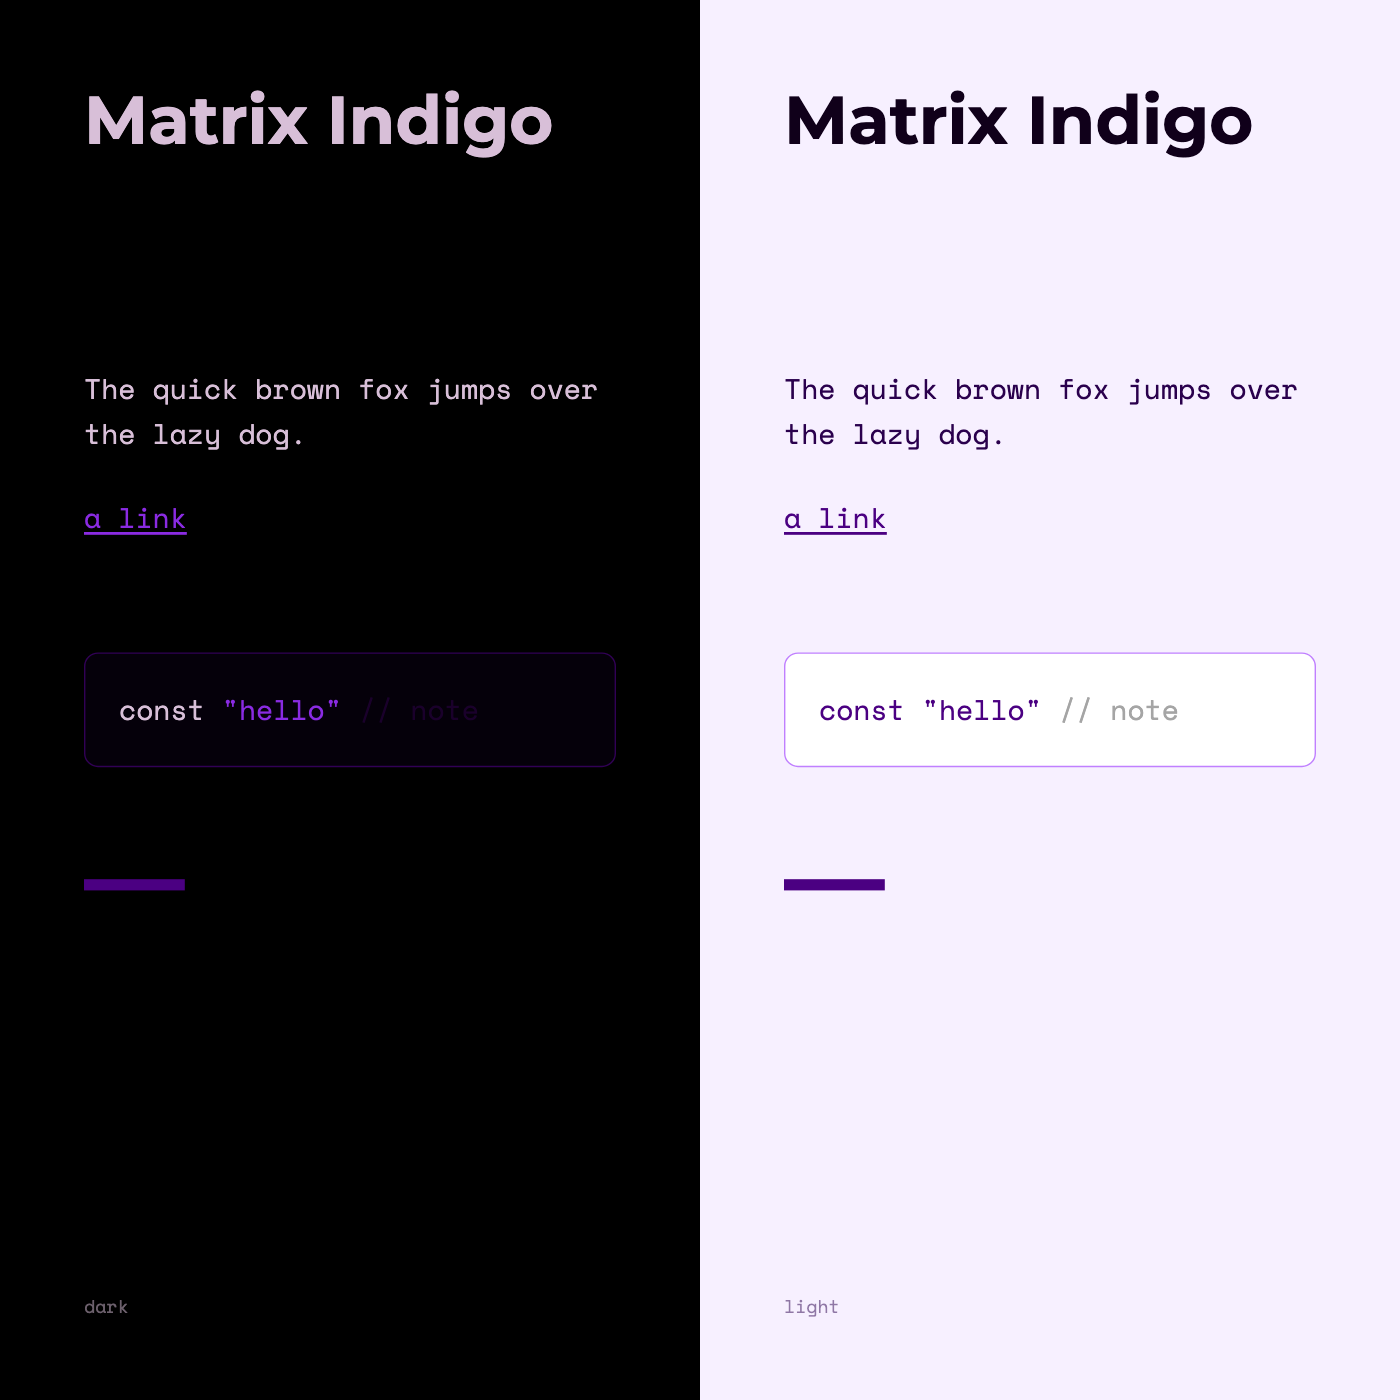 Matrix Indigo
The quick brown fox jumps over
the lazy dog.
a link
const "hello" // note
dark
Matrix Indigo
The quick brown fox jumps over
the lazy dog.
a link
const "hello" // note
light